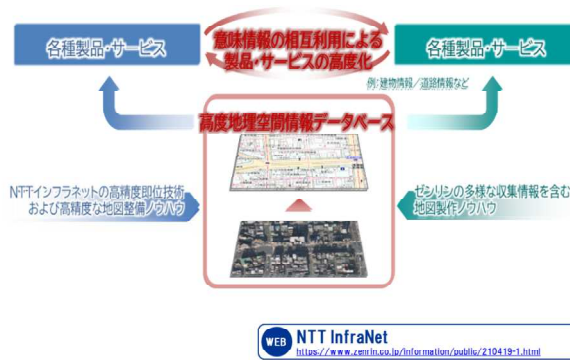 各種製品・サービス
意味情報の相互利用による
製品・サービスの高度化
各種製品・サービス
例:建物情報/道路情報など
高度地理空間情報データベース
NTTインフラネットの高精度即位技術
および高精度な地図整備ノウハウ
ゼンリンの多様な収集情報を含む
地図製作ノウハウ
WEB
NTT InfraNet
https://www.zenrin.co.jp/information/public/210419-1.html